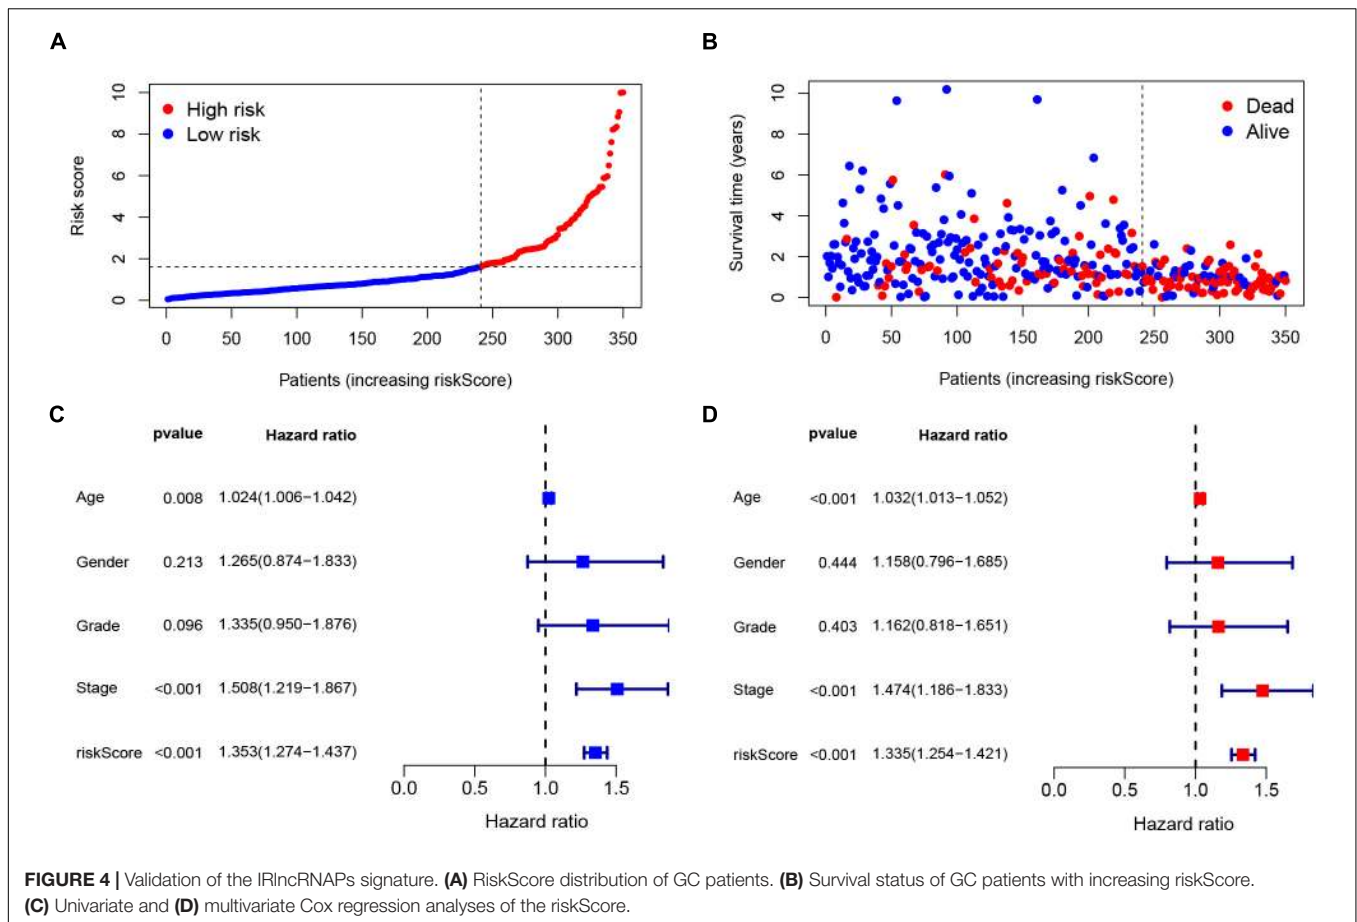 A
High risk
Low risk
Risk score
0 2 4 6 8 10
0 50 100 150 200 250 300 350
Patients (increasing riskScore)
B
Dead
Alive
Survival time (years)
0 2 4 6 8 10
0 50 100 150 200 250 300 350
Patients (increasing riskScore)
C
pvalue Hazard ratio
Age 0.008 1.024(1.006−1.042)
Gender 0.213 1.265(0.874−1.833)
Grade 0.096 1.335(0.950−1.876)
Stage <0.001 1.508(1.219−1.867)
riskScore <0.001 1.353(1.274−1.437)
0.0 0.5 1.0 1.5
Hazard ratio
D
pvalue Hazard ratio
Age <0.001 1.032(1.013−1.052)
Gender 0.444 1.158(0.796−1.685)
Grade 0.403 1.162(0.818−1.651)
Stage <0.001 1.474(1.186−1.833)
riskScore <0.001 1.335(1.254−1.421)
0.0 0.5 1.0 1.5
Hazard ratio
FIGURE 4 | Validation of the IRlncRNAPs signature. (A) RiskScore distribution of GC patients. (B) Survival status of GC patients with increasing riskScore.
(C) Univariate and (D) multivariate Cox regression analyses of the riskScore.